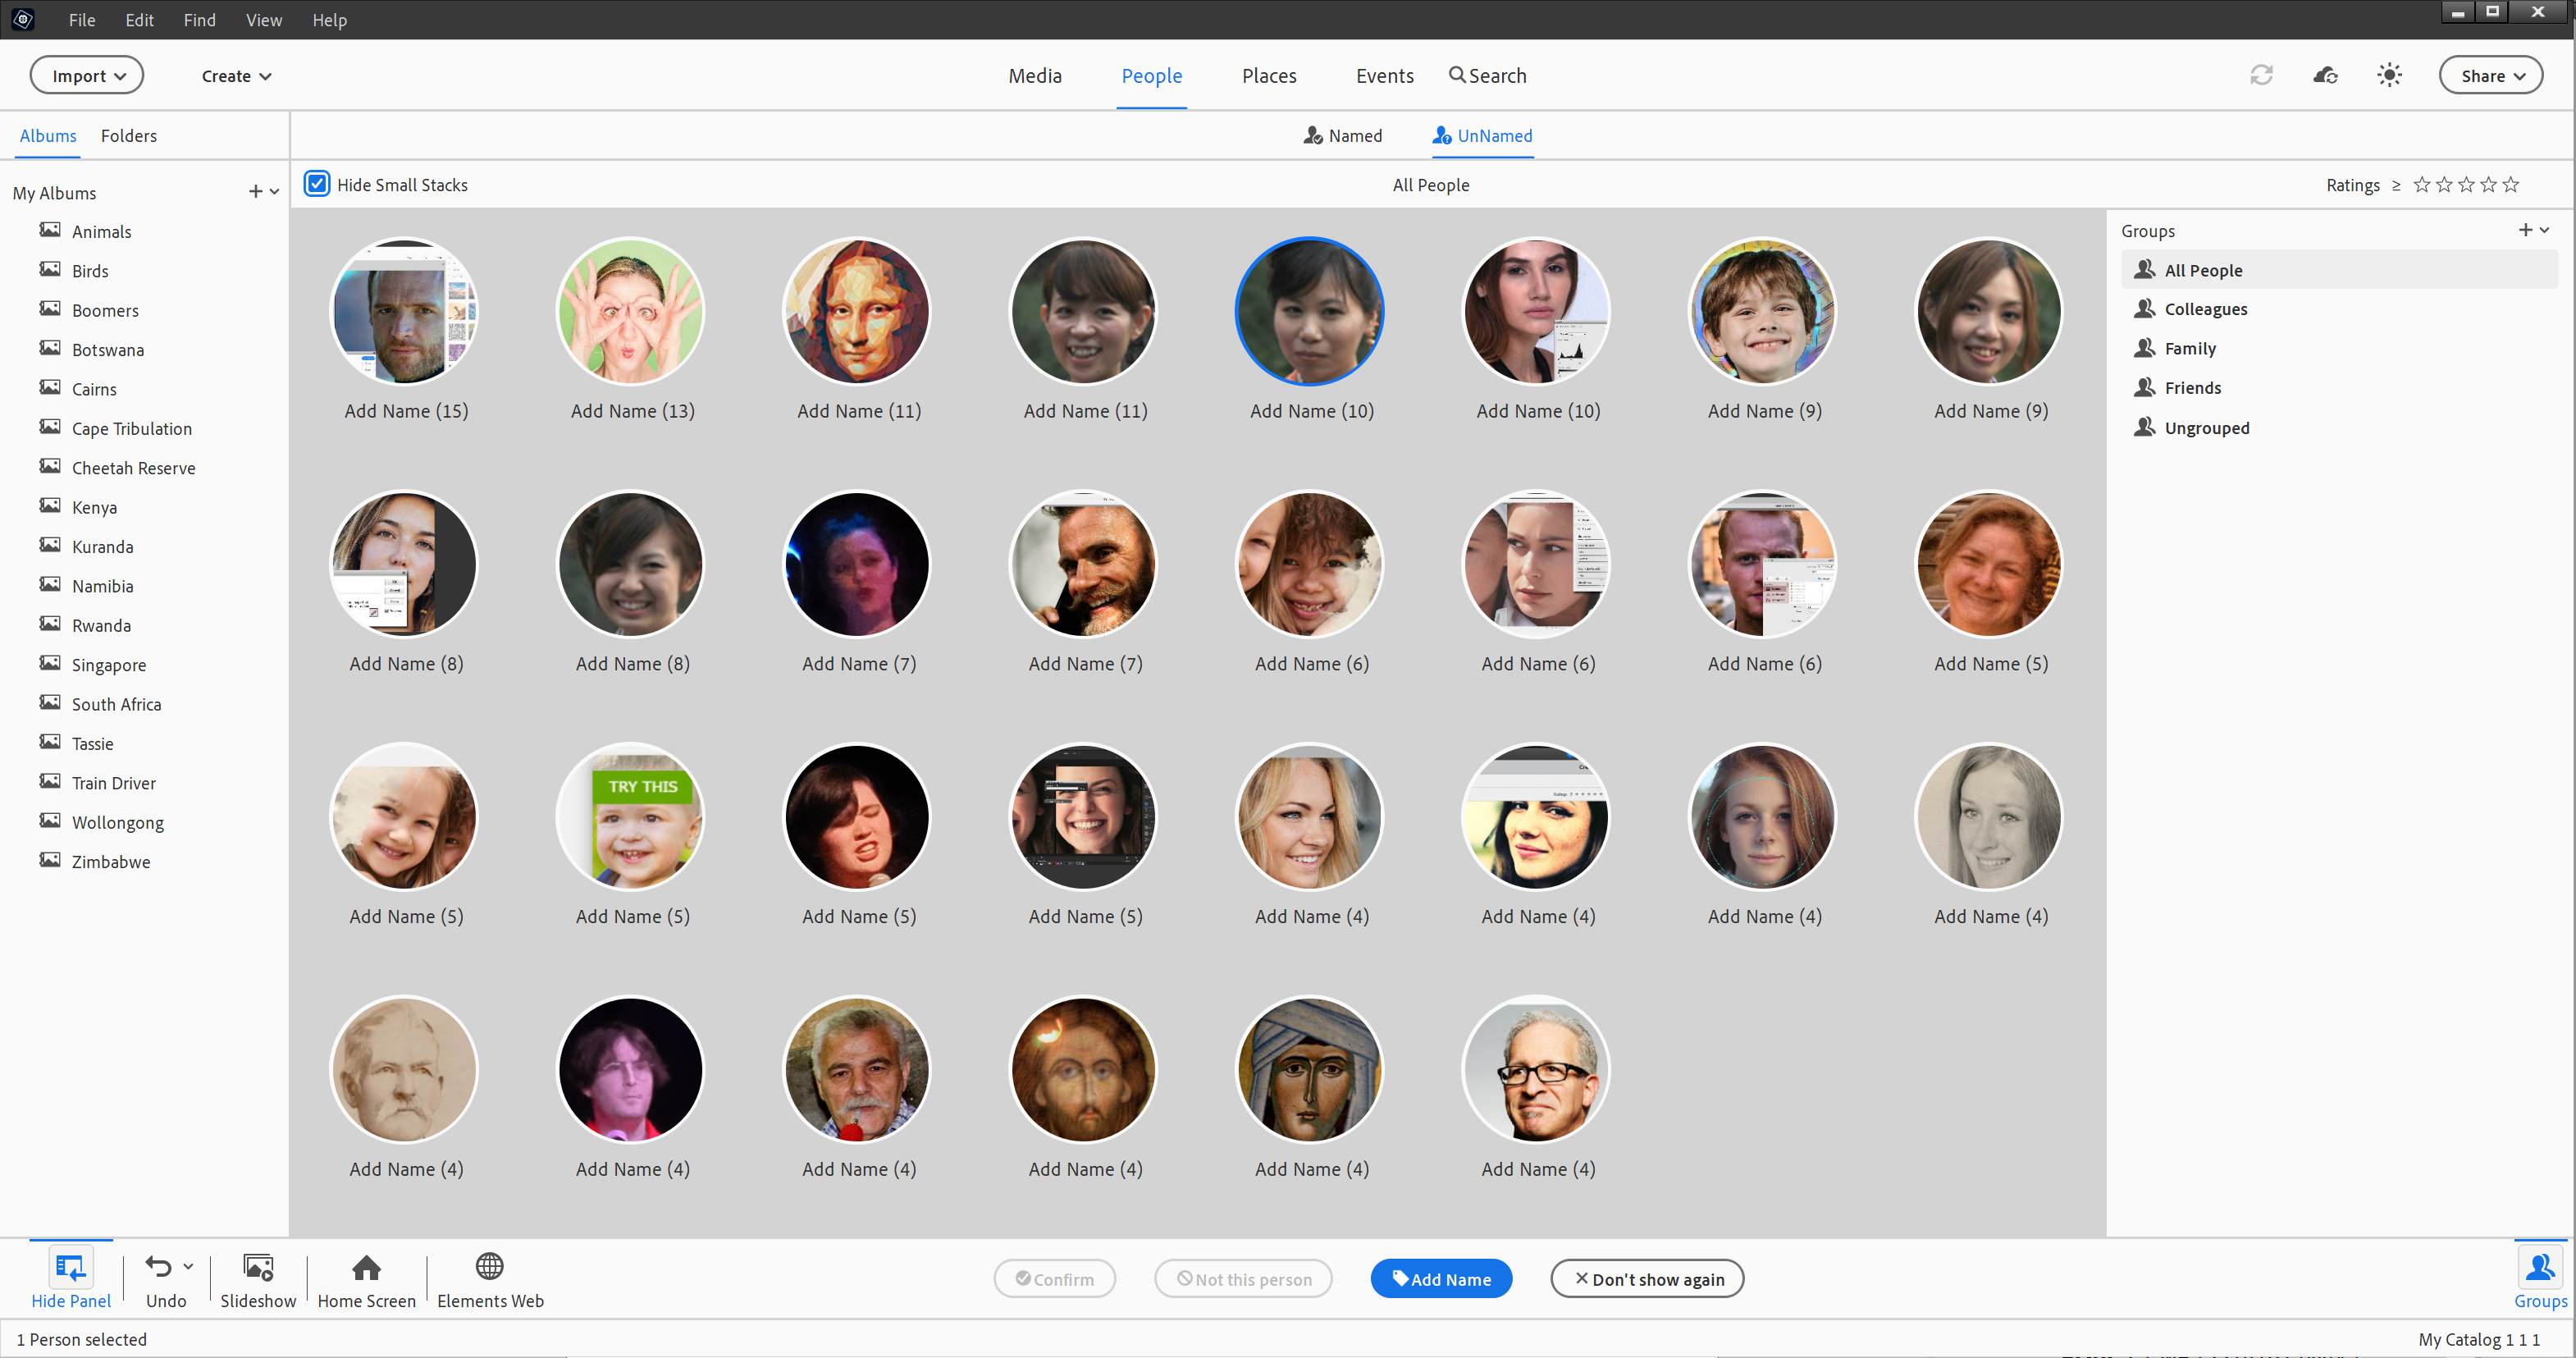 File Edit Find View Help
Import Create Media People Places Events Search Share
Albums Folders Named UnNamed
Hide Small Stacks All People Ratings ≥
My Albums
Animals
Birds
Boomers
Botswana
Cairns
Cape Tribulation
Cheetah Reserve
Kenya
Kuranda
Namibia
Rwanda
Singapore
South Africa
Tassie
Train Driver
Wollongong
Zimbabwe
Add Name (15) Add Name (13) Add Name (11) Add Name (11) Add Name (10) Add Name (10) Add Name (9) Add Name (9)
Add Name (8) Add Name (8) Add Name (7) Add Name (7) Add Name (6) Add Name (6) Add Name (6) Add Name (5)
TRY THIS
Add Name (5) Add Name (5) Add Name (5) Add Name (5) Add Name (4) Add Name (4) Add Name (4) Add Name (4)
Add Name (4) Add Name (4) Add Name (4) Add Name (4) Add Name (4) Add Name (4)
Groups
All People
Colleagues
Family
Friends
Ungrouped
Hide Panel Undo Slideshow Home Screen Elements Web Confirm Not this person Add Name Don't show again Groups
1 Person selected My Catalog 1 1 1